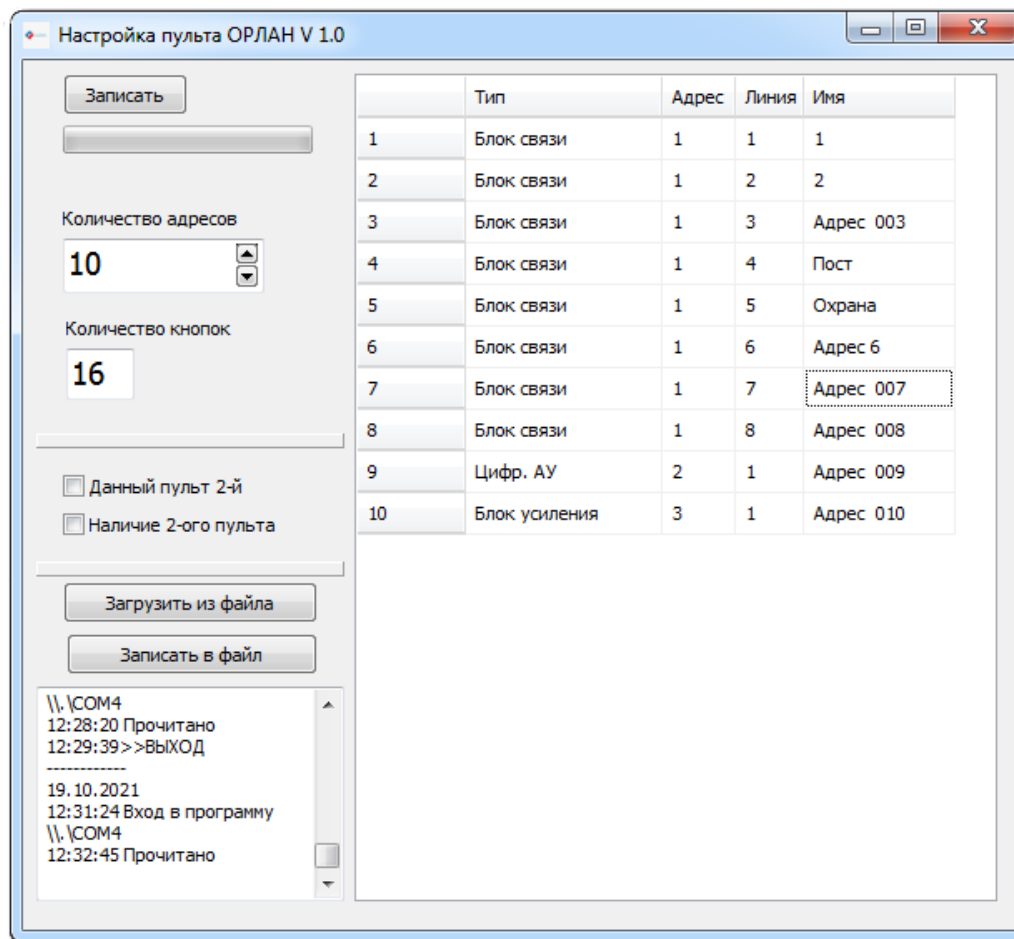 Настройка пульта ОРЛАН V 1.0
Записать
Количество адресов
10
Количество кнопок
16
Данный пульт 2-й
Наличие 2-ого пульта
Загрузить из файла
Записать в файл
\\.\COM4
12:28:20 Прочитано
12:29:39>>ВЫХОД
------------
19.10.2021
12:31:24 Вход в программу
\\.\COM4
12:32:45 Прочитано
Тип Адрес Линия Имя
1 Блок связи 1 1 1
2 Блок связи 1 2 2
3 Блок связи 1 3 Адрес 003
4 Блок связи 1 4 Пост
5 Блок связи 1 5 Охрана
6 Блок связи 1 6 Адрес 6
7 Блок связи 1 7 Адрес 007
8 Блок связи 1 8 Адрес 008
9 Цифр. АУ 2 1 Адрес 009
10 Блок усиления 3 1 Адрес 010